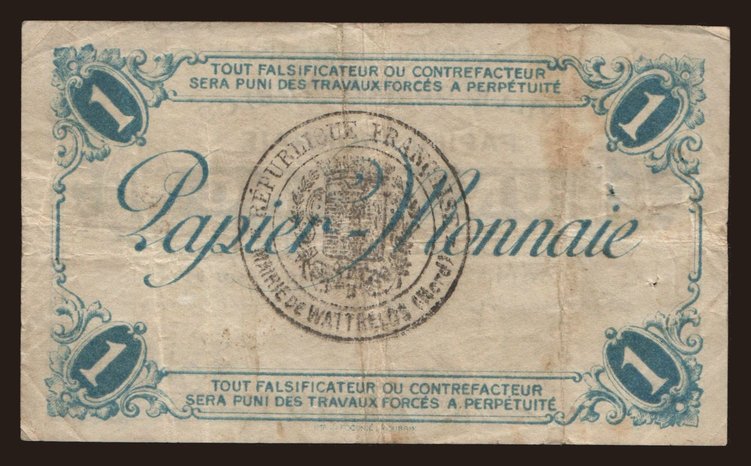 TOUT FALSIFICATEUR OU CONTREFACTEUR
SERA PUNI DES TRAVAUX FORCÉS A PERPÉTUITÉ
1 1
Papier-Monnaie
RÉPUBLIQUE FRANÇAISE
MAIRIE DE WATTRELOS (Nord)
1 1
TOUT FALSIFICATEUR OU CONTREFACTEUR
SERA PUNI DES TRAVAUX FORCÉS A PERPÉTUITÉ